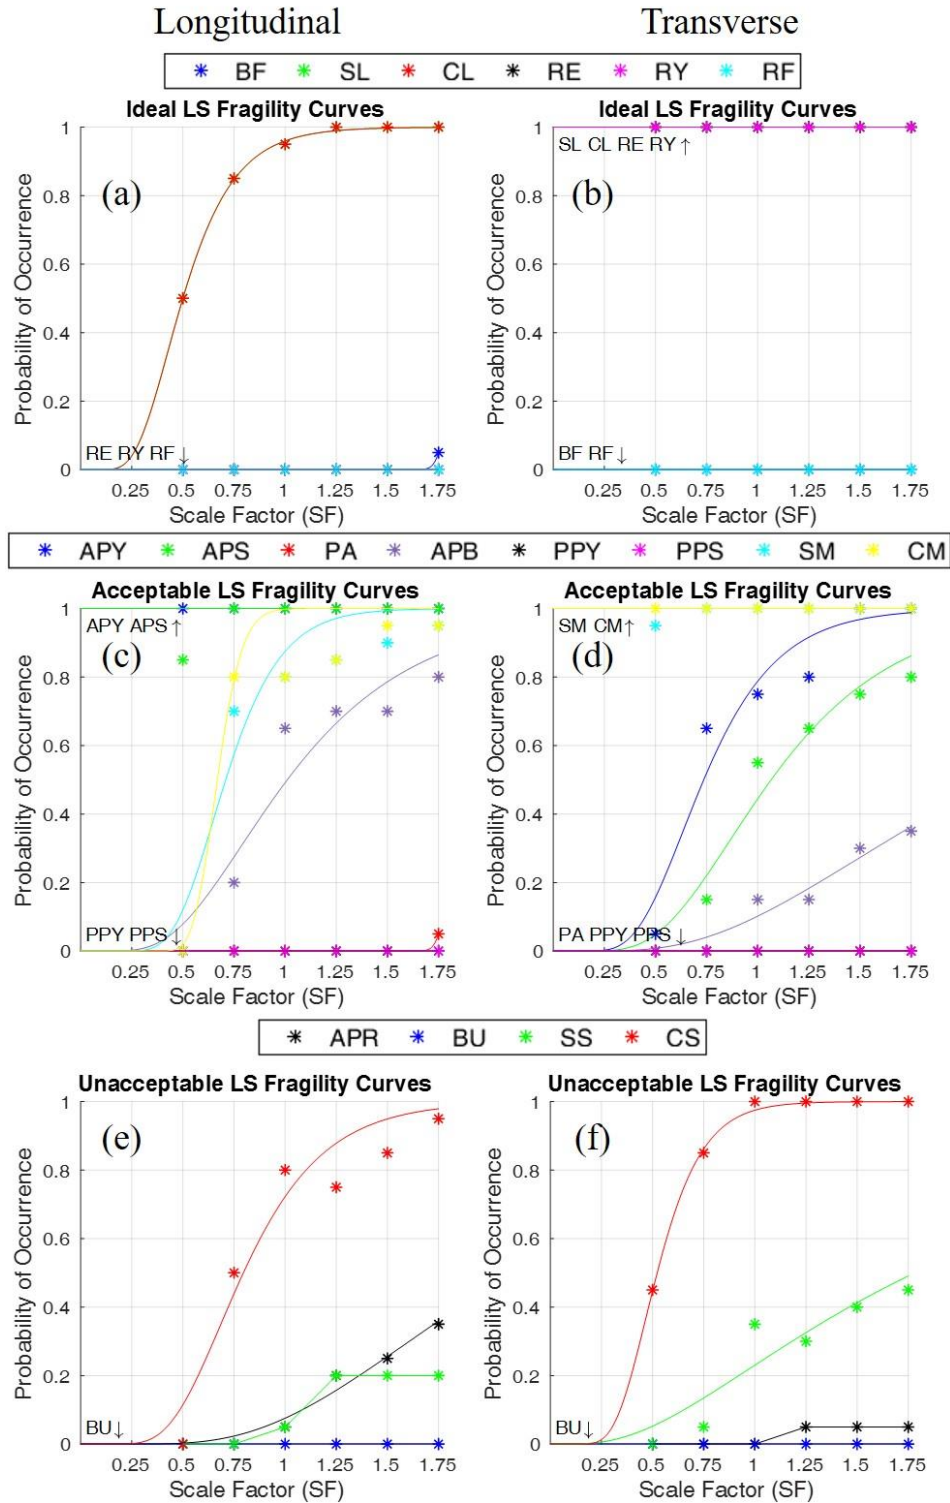 Longitudinal Transverse
BF SL CL RE RY RF
Ideal LS Fragility Curves Ideal LS Fragility Curves
1 1
SL CL RE RY ↑
(a) (b)
0.8 0.8
0.6 0.6
0.4 0.4
0.2 0.2
RE RY RF ↓ BF RF ↓
0 0
Probability of Occurrence Probability of Occurrence
0.25 0.5 0.75 1 1.25 1.5 1.75 0.25 0.5 0.75 1 1.25 1.5 1.75
Scale Factor (SF) Scale Factor (SF)
APY APS PA APB PPY PPS SM CM
Acceptable LS Fragility Curves Acceptable LS Fragility Curves
1 1
APY APS ↑ SM CM↑
(c) (d)
0.8 0.8
0.6 0.6
0.4 0.4
0.2 0.2
PPY PPS ↓ PA PPY PPS ↓
0 0
Probability of Occurrence Probability of Occurrence
0.25 0.5 0.75 1 1.25 1.5 1.75 0.25 0.5 0.75 1 1.25 1.5 1.75
Scale Factor (SF) Scale Factor (SF)
APR BU SS CS
Unacceptable LS Fragility Curves Unacceptable LS Fragility Curves
1 1
(e) (f)
0.8 0.8
0.6 0.6
0.4 0.4
0.2 0.2
BU↓ BU↓
0 0
Probability of Occurrence Probability of Occurrence
0.25 0.5 0.75 1 1.25 1.5 1.75 0.25 0.5 0.75 1 1.25 1.5 1.75
Scale Factor (SF) Scale Factor (SF)